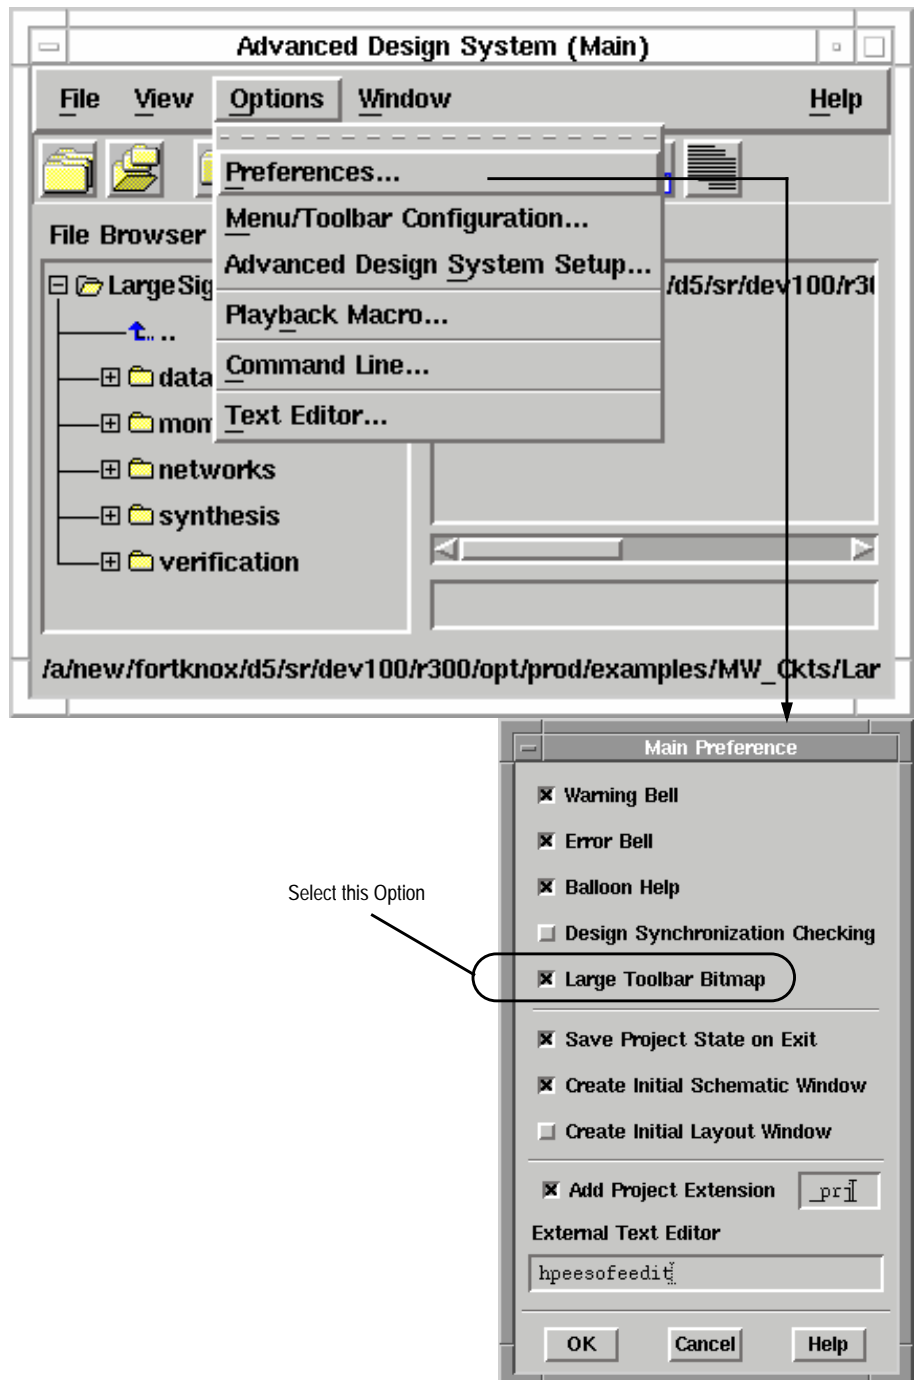 Advanced Design System (Main)
File View Options Window Help
Preferences...
Menu/Toolbar Configuration...
File Browser
Advanced Design System Setup...
LargeSig
/d5/sr/dev100/r30
Playback Macro...
..
Command Line...
data
Text Editor...
mom
networks
synthesis
verification
/a/new/fortknox/d5/sr/dev100/r300/opt/prod/examples/MW_Ckts/Lar
Main Preference
Warning Bell
Error Bell
Balloon Help
Select this Option
Design Synchronization Checking
Large Toolbar Bitmap
Save Project State on Exit
Create Initial Schematic Window
Create Initial Layout Window
Add Project Extension _prj
External Text Editor
hpeesofeedit
OK Cancel Help